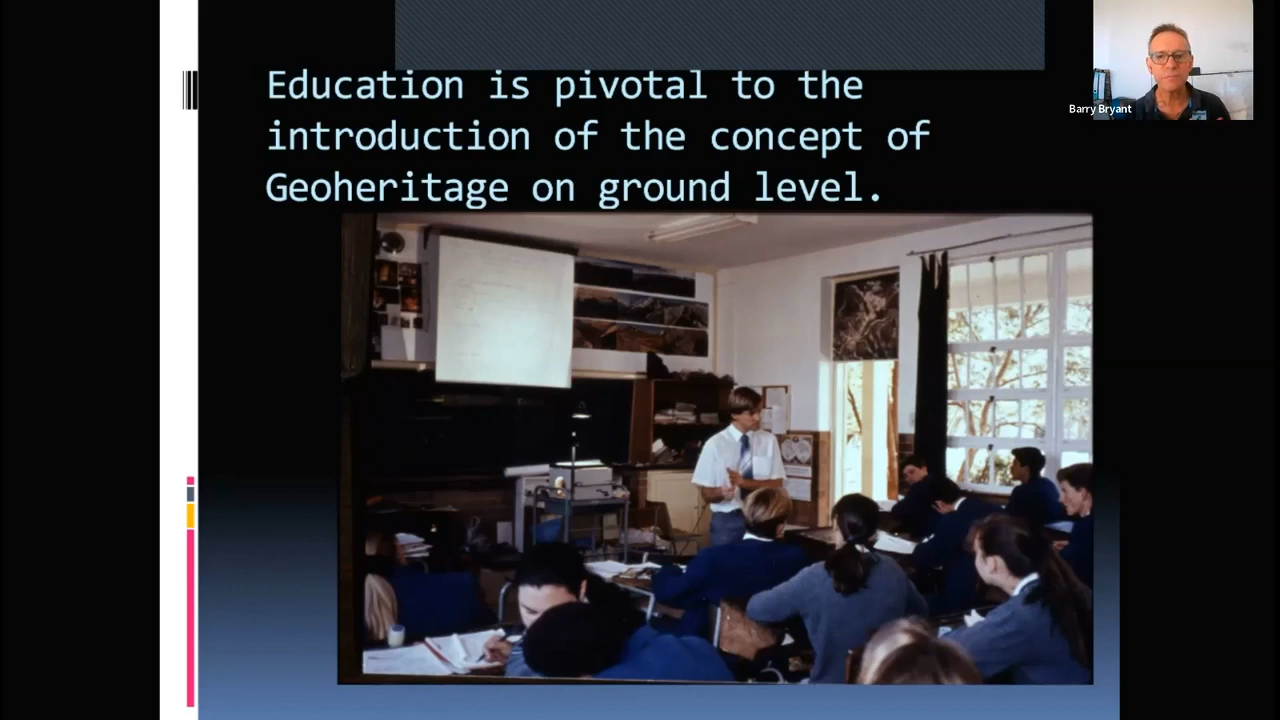 Education is pivotal to the
introduction of the concept of
Geoheritage on ground level.
Barry Bryant